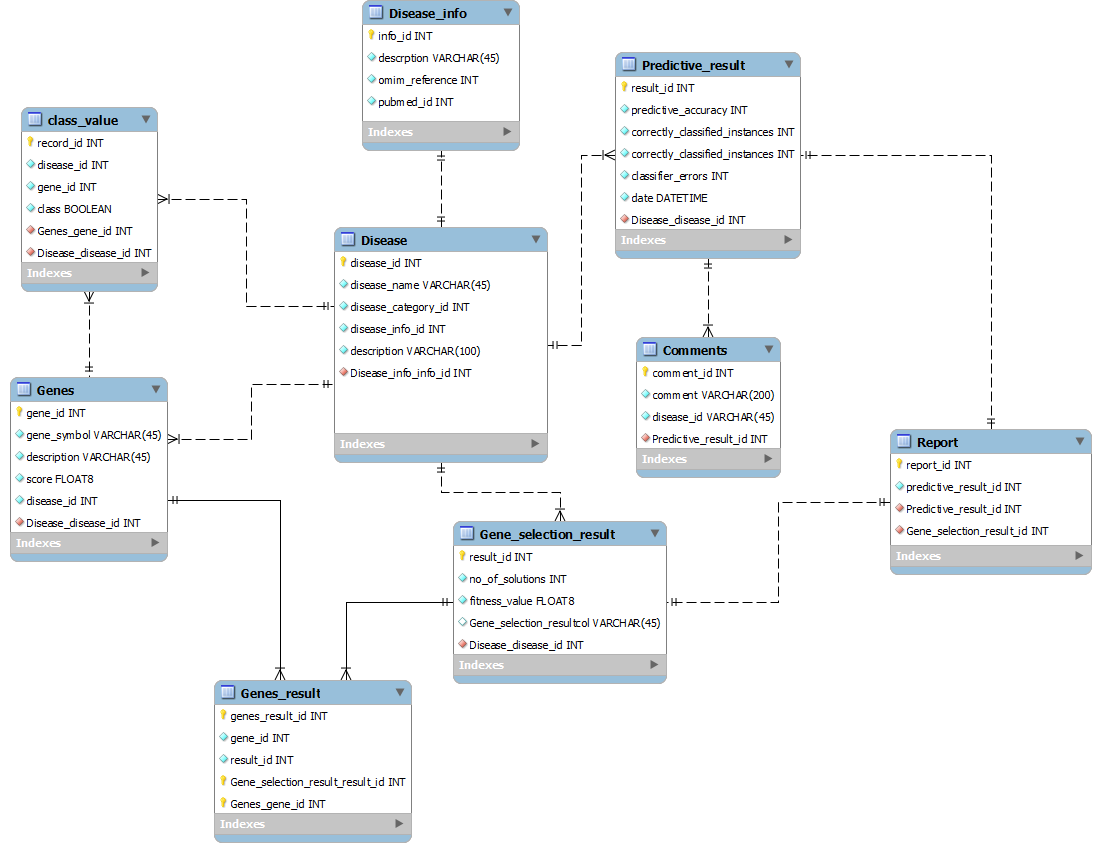 Disease_info
info_id INT
descrption VARCHAR(45)
omim_reference INT
pubmed_id INT
Indexes
Predictive_result
result_id INT
predictive_accuracy INT
correctly_classified_instances INT
correctly_classified_instances INT
classifier_errors INT
date DATETIME
Disease_disease_id INT
Indexes
class_value
record_id INT
disease_id INT
gene_id INT
class BOOLEAN
Genes_gene_id INT
Disease_disease_id INT
Indexes
Disease
disease_id INT
disease_name VARCHAR(45)
disease_category_id INT
disease_info_id INT
description VARCHAR(100)
Disease_info_info_id INT
Indexes
Comments
comment_id INT
comment VARCHAR(200)
disease_id VARCHAR(45)
Predictive_result_id INT
Indexes
Genes
gene_id INT
gene_symbol VARCHAR(45)
description VARCHAR(45)
score FLOAT8
disease_id INT
Disease_disease_id INT
Indexes
Report
report_id INT
predictive_result_id INT
Predictive_result_id INT
Gene_selection_result_id INT
Indexes
Gene_selection_result
result_id INT
no_of_solutions INT
fitness_value FLOAT8
Gene_selection_resultcol VARCHAR(45)
Disease_disease_id INT
Indexes
Genes_result
genes_result_id INT
gene_id INT
result_id INT
Gene_selection_result_result_id INT
Genes_gene_id INT
Indexes